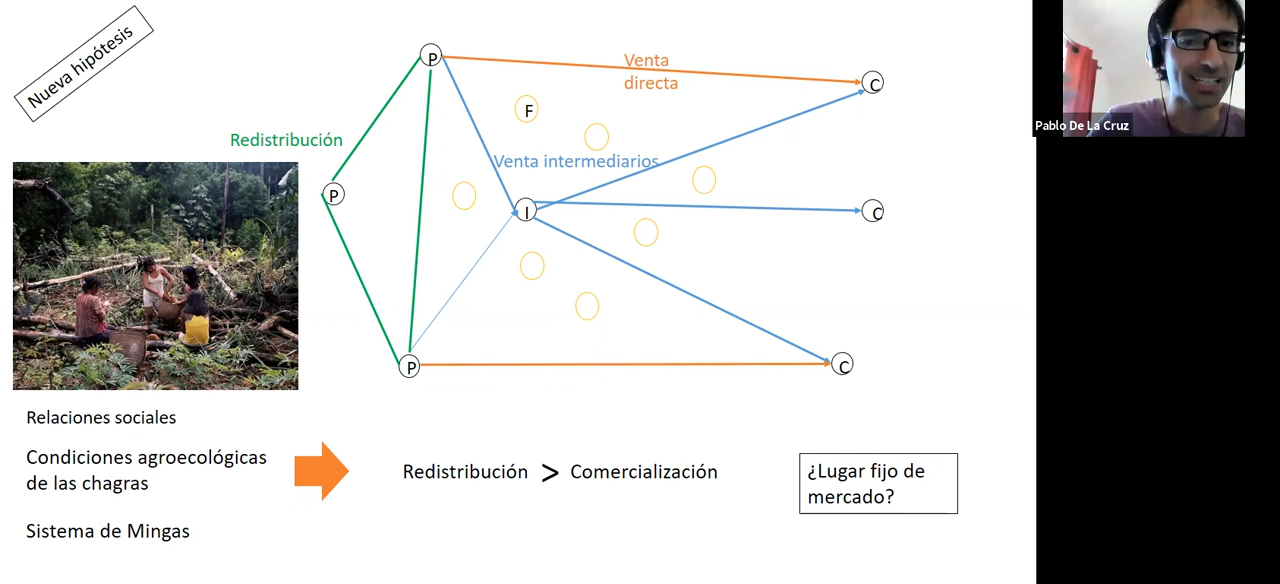 Nueva hipótesis
P
Venta
directa
C
F
Redistribución
Venta intermediarios
P
I
C
P
C
Relaciones sociales
Condiciones agroecológicas
de las chagras
Redistribución > Comercialización
¿Lugar fijo de
mercado?
Sistema de Mingas
Pablo De La Cruz